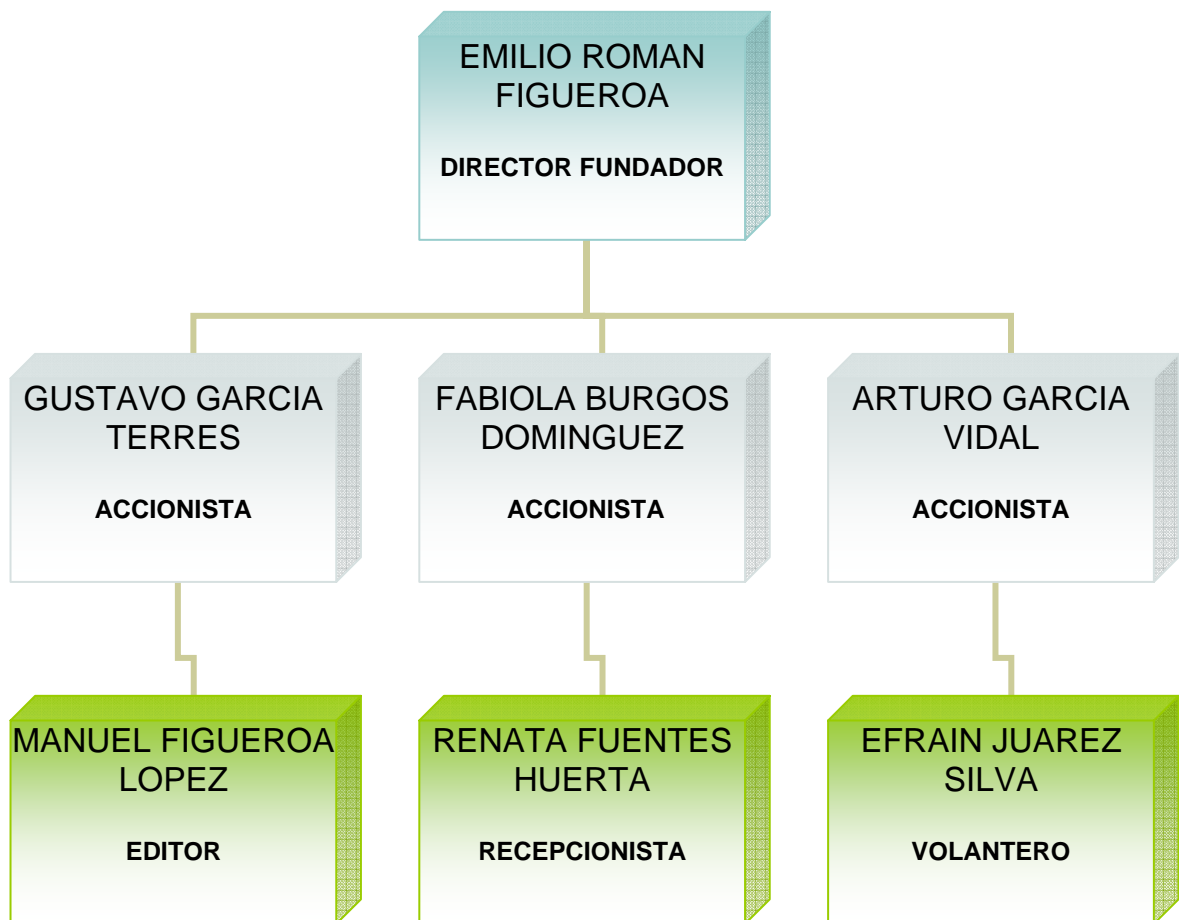 EMILIO ROMAN
FIGUEROA
DIRECTOR FUNDADOR
GUSTAVO GARCIA
TERRES
ACCIONISTA
FABIOLA BURGOS
DOMINGUEZ
ACCIONISTA
ARTURO GARCIA
VIDAL
ACCIONISTA
MANUEL FIGUEROA
LOPEZ
EDITOR
RENATA FUENTES
HUERTA
RECEPCIONISTA
EFRAIN JUAREZ
SILVA
VOLANTERO